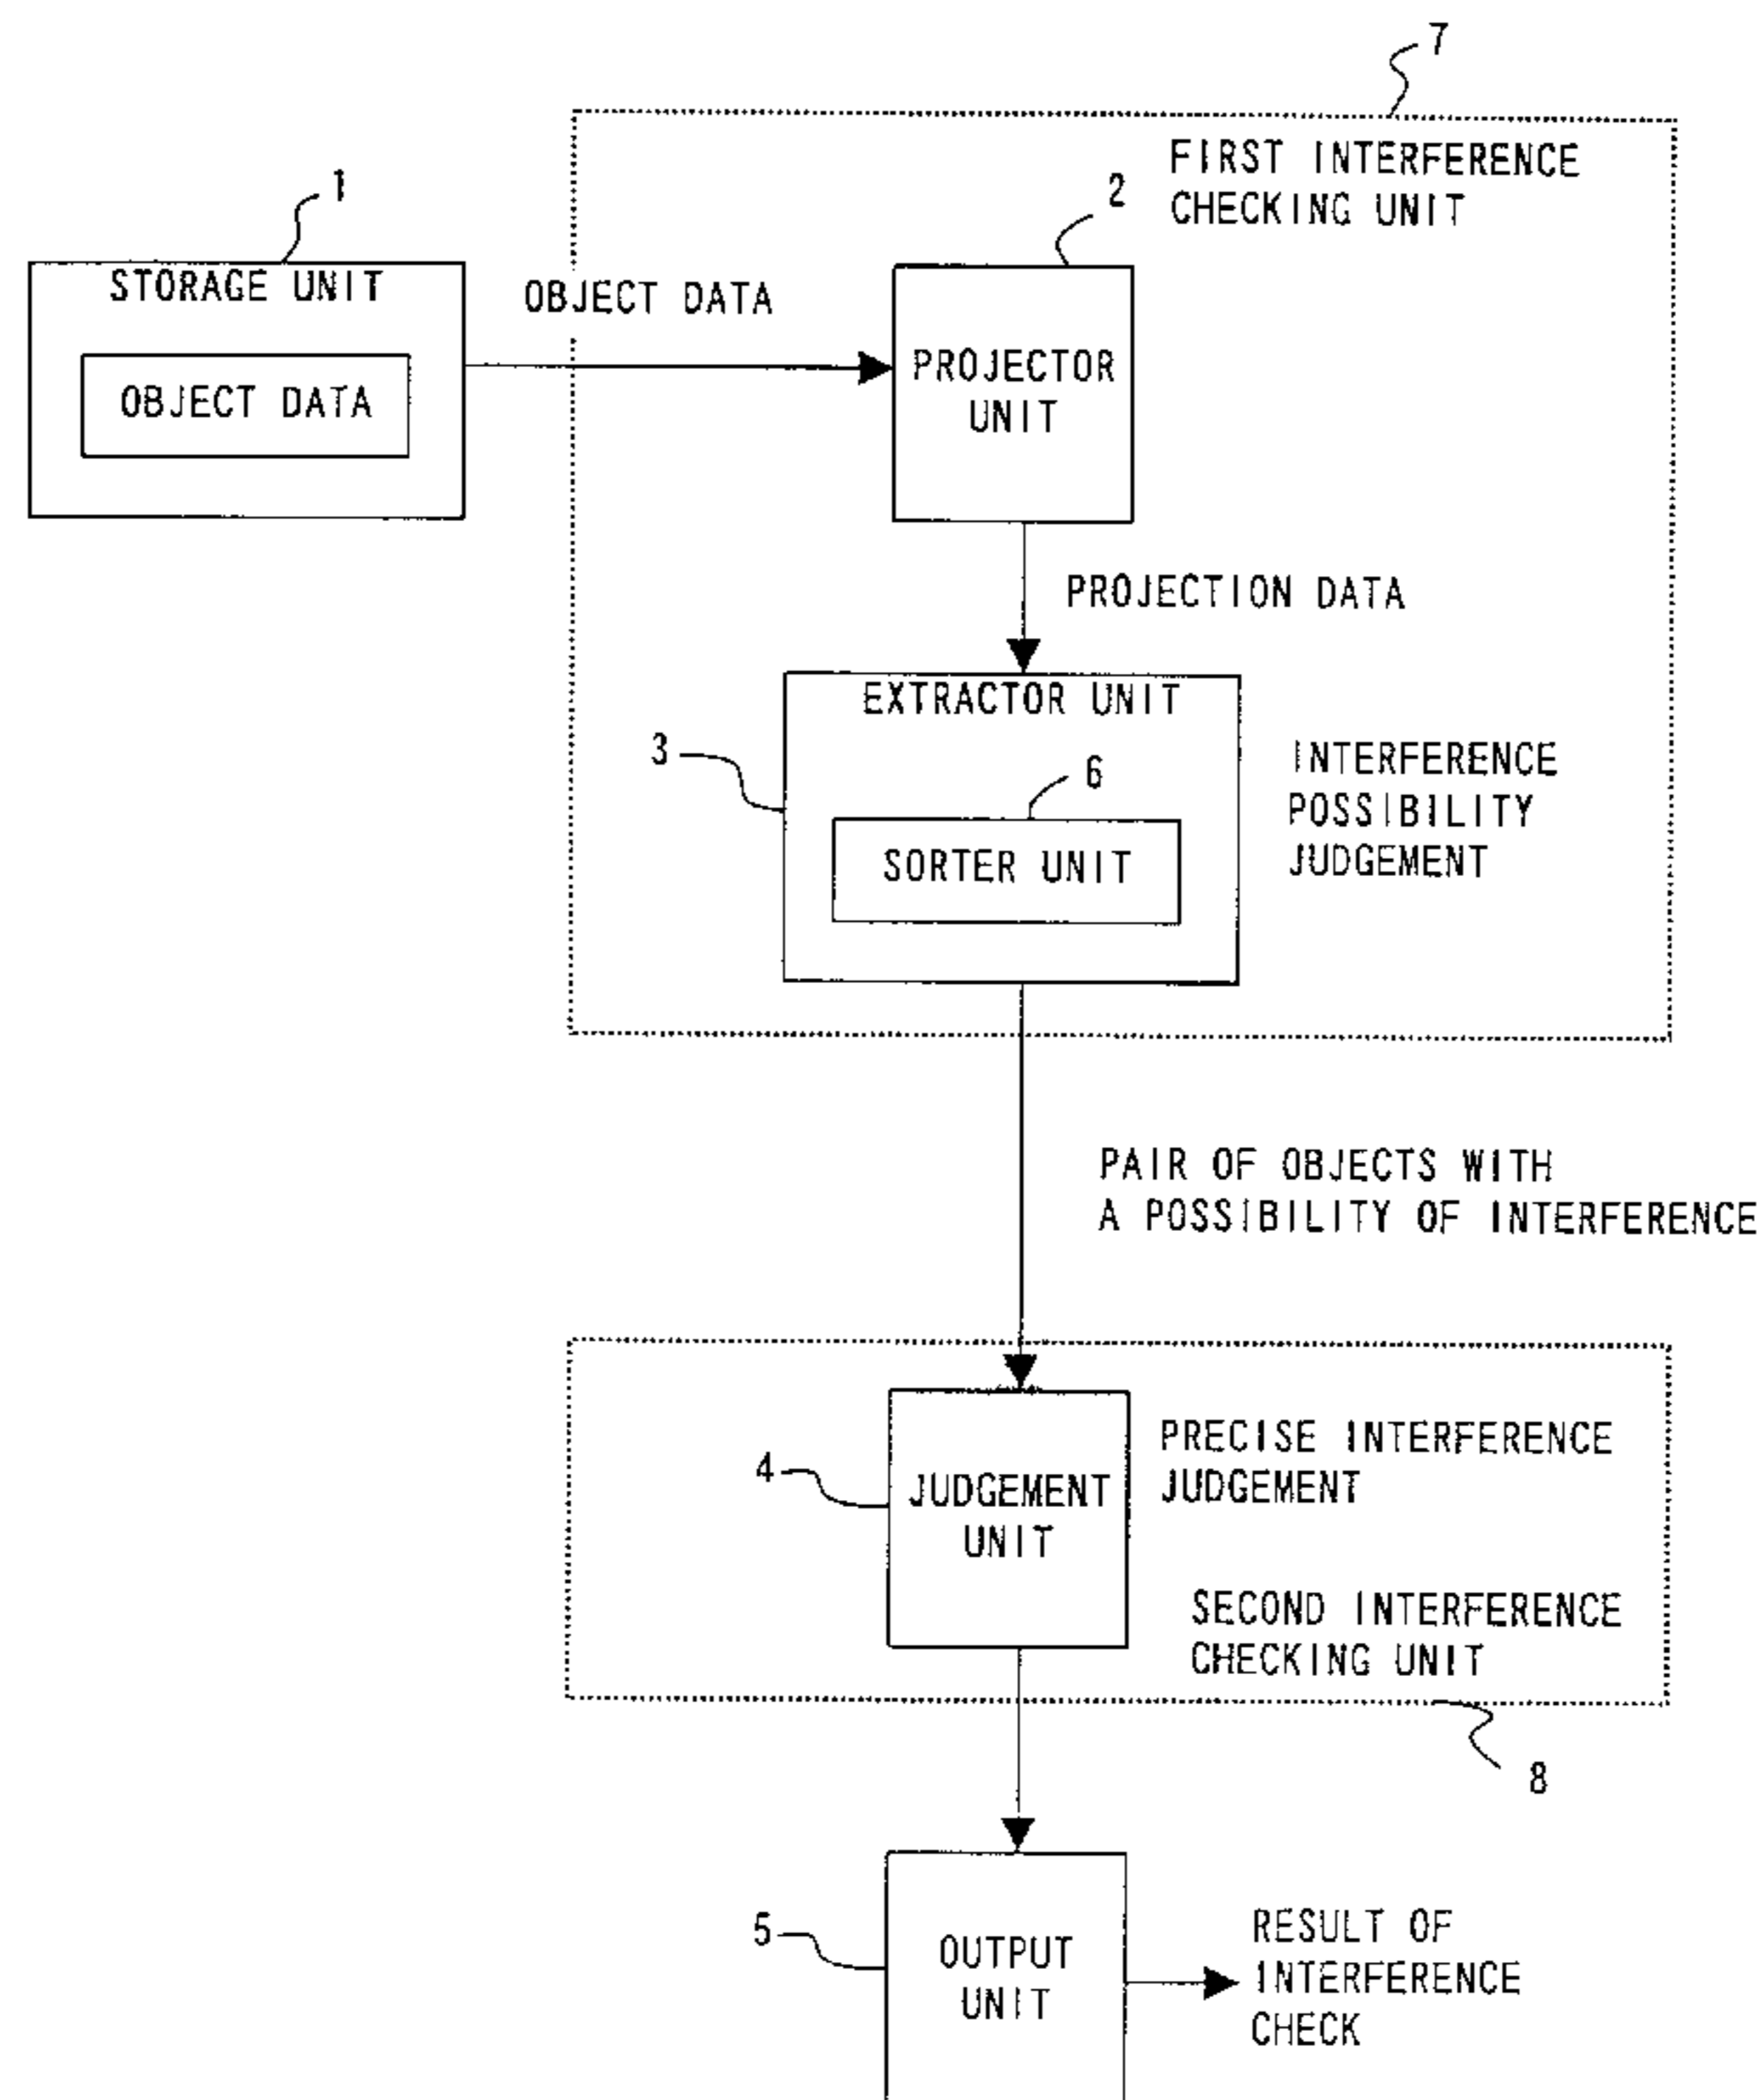 7
FIRST INTERFERENCE
CHECKING UNIT
1
2
STORAGE UNIT
OBJECT DATA
OBJECT DATA
PROJECTOR
UNIT
PROJECTION DATA
EXTRACTOR UNIT
3
6
SORTER UNIT
INTERFERENCE
POSSIBILITY
JUDGEMENT
PAIR OF OBJECTS WITH
A POSSIBILITY OF INTERFERENCE
4
JUDGEMENT
UNIT
PRECISE INTERFERENCE
JUDGEMENT
SECOND INTERFERENCE
CHECKING UNIT
8
5
OUTPUT
UNIT
RESULT OF
INTERFERENCE
CHECK